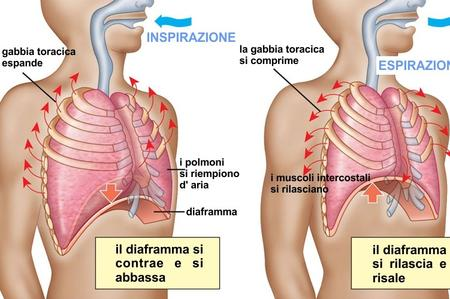 INSPIRAZIONE
gabbia toracica
espande
i polmoni
si riempiono
d' aria
diaframma
il diaframma si
contrae e si
abbassa
la gabbia toracica
si comprime
ESPIRAZION
i muscoli intercostali
si rilasciano
il diaframma
si rilascia e
risale